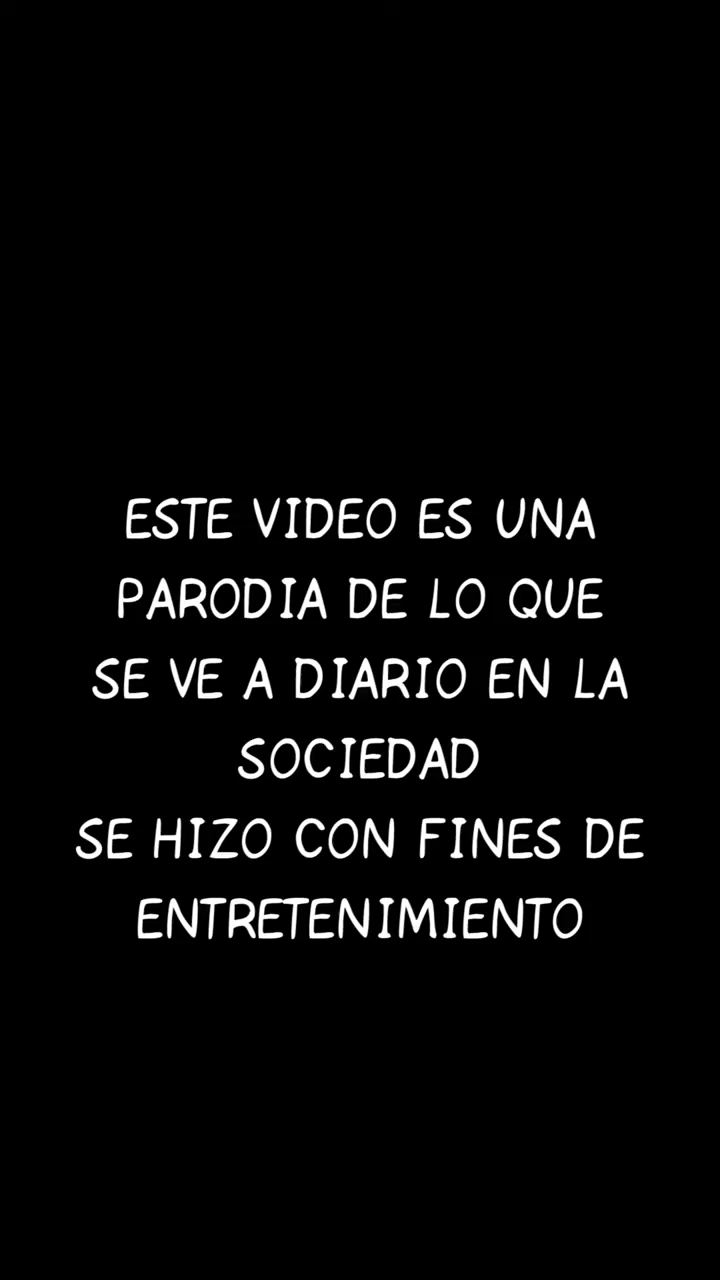 ESTE VIDEO ES UNA
PARODIA DE LO QUE
SE VE A DIARIO EN LA
SOCIEDAD
SE HIZO CON FINES DE
ENTRETENIMIENTO